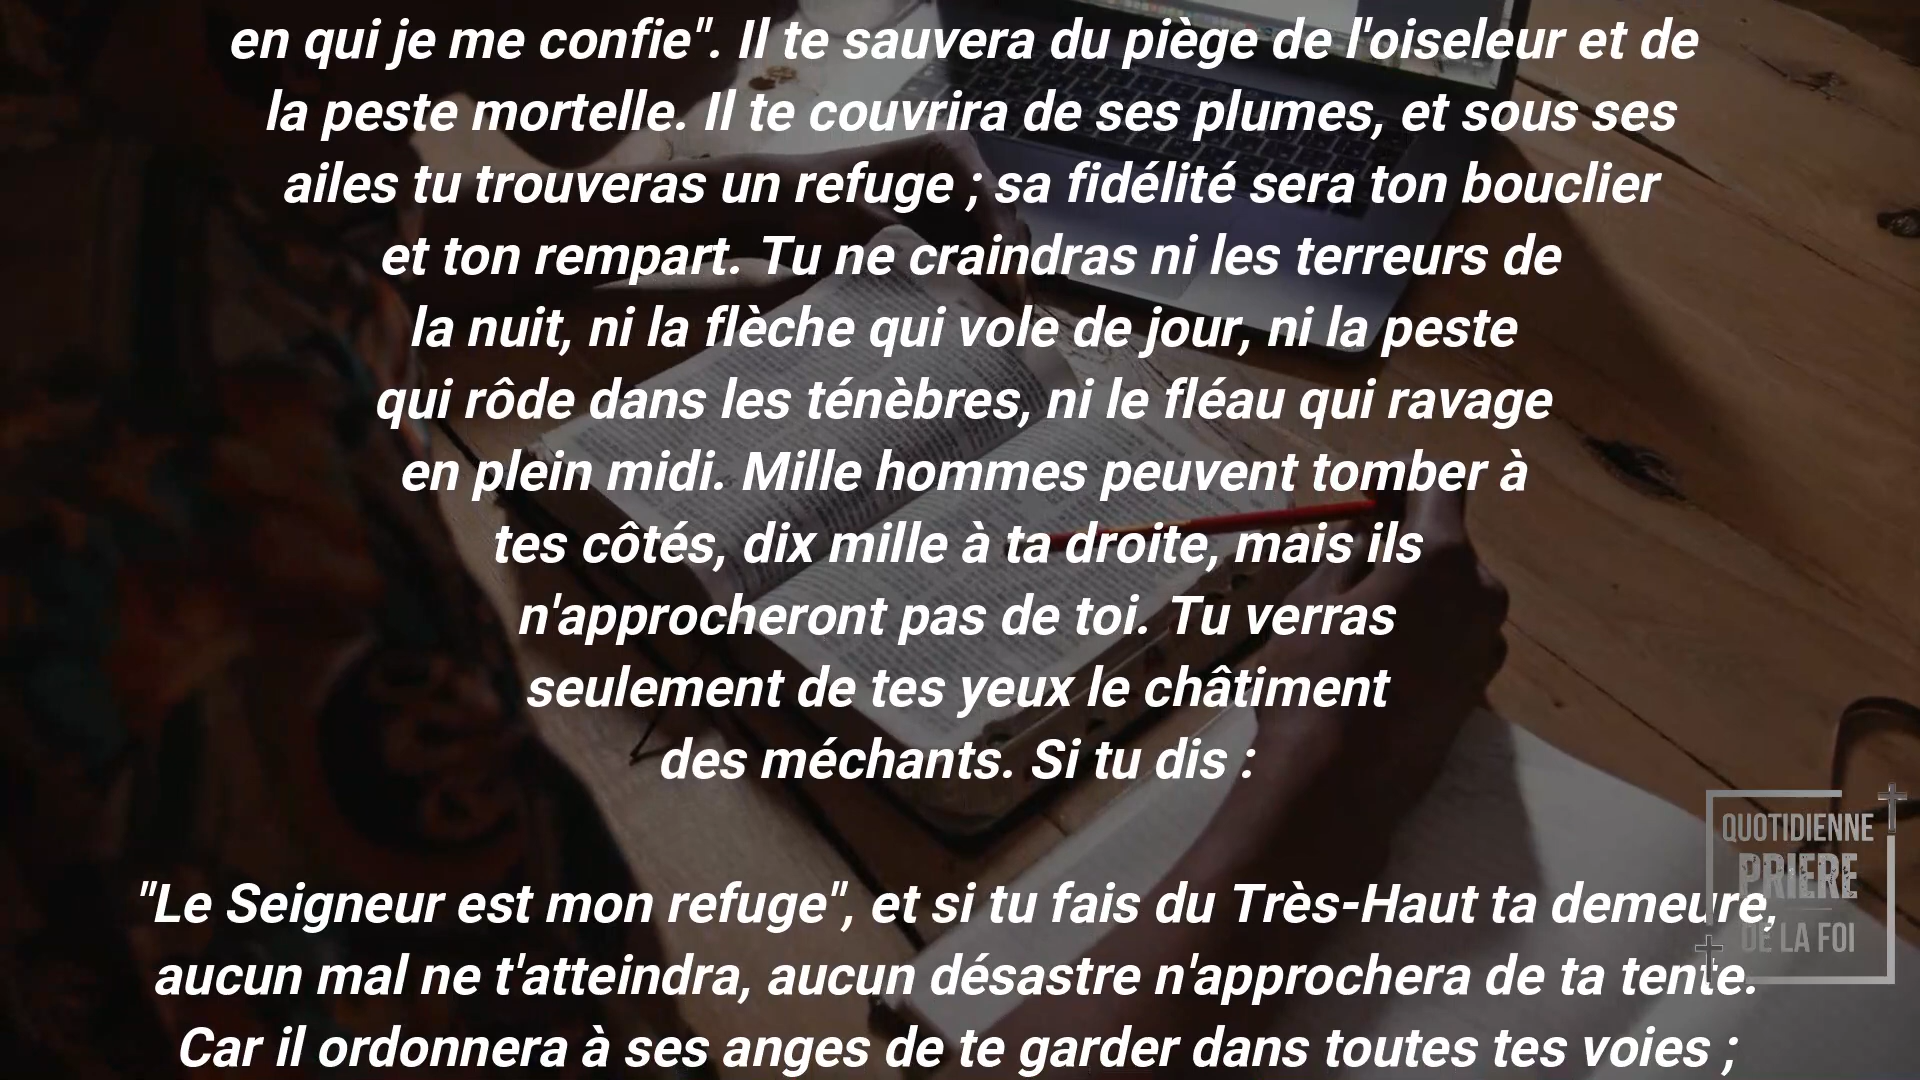 en qui je me confie". Il te sauvera du piège de l'oiseleur et de
la peste mortelle. Il te couvrira de ses plumes, et sous ses
ailes tu trouveras un refuge ; sa fidélité sera ton bouclier
et ton rempart. Tu ne craindras ni les terreurs de
la nuit, ni la flèche qui vole de jour, ni la peste
qui rôde dans les ténèbres, ni le fléau qui ravage
en plein midi. Mille hommes peuvent tomber à
tes côtés, dix mille à ta droite, mais ils
n'approcheront pas de toi. Tu verras
seulement de tes yeux le châtiment
des méchants. Si tu dis :
"Le Seigneur est mon refuge", et si tu fais du Très-Haut ta demeure,
aucun mal ne t'atteindra, aucun désastre n'approchera de ta tente.
Car il ordonnera à ses anges de te garder dans toutes tes voies ;
QUOTIDIENNE
PRIERE
DE LA FOI